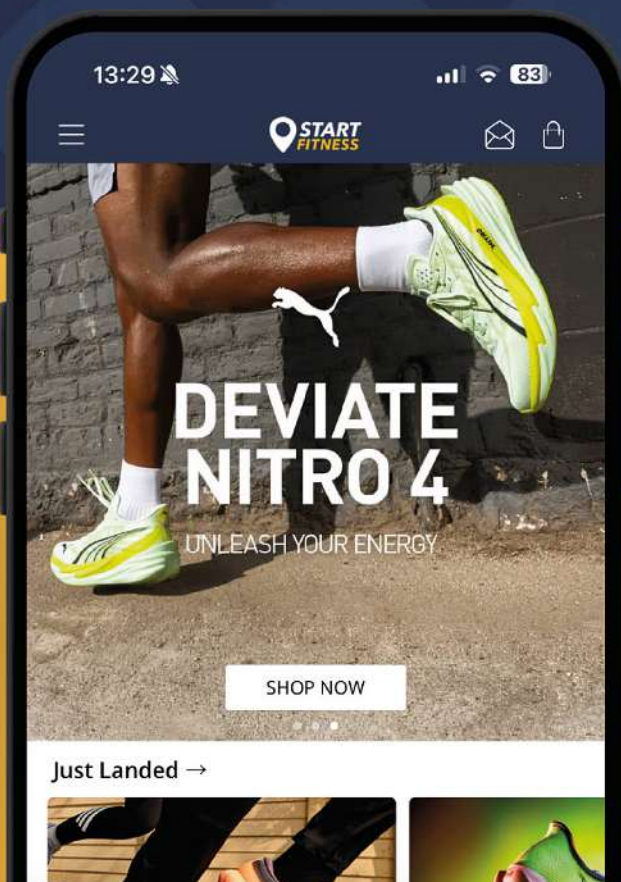 13:29
83
START
FITNESS
DEVIATE
NITRO 4
UNLEASH YOUR ENERGY
SHOP NOW
Just Landed →